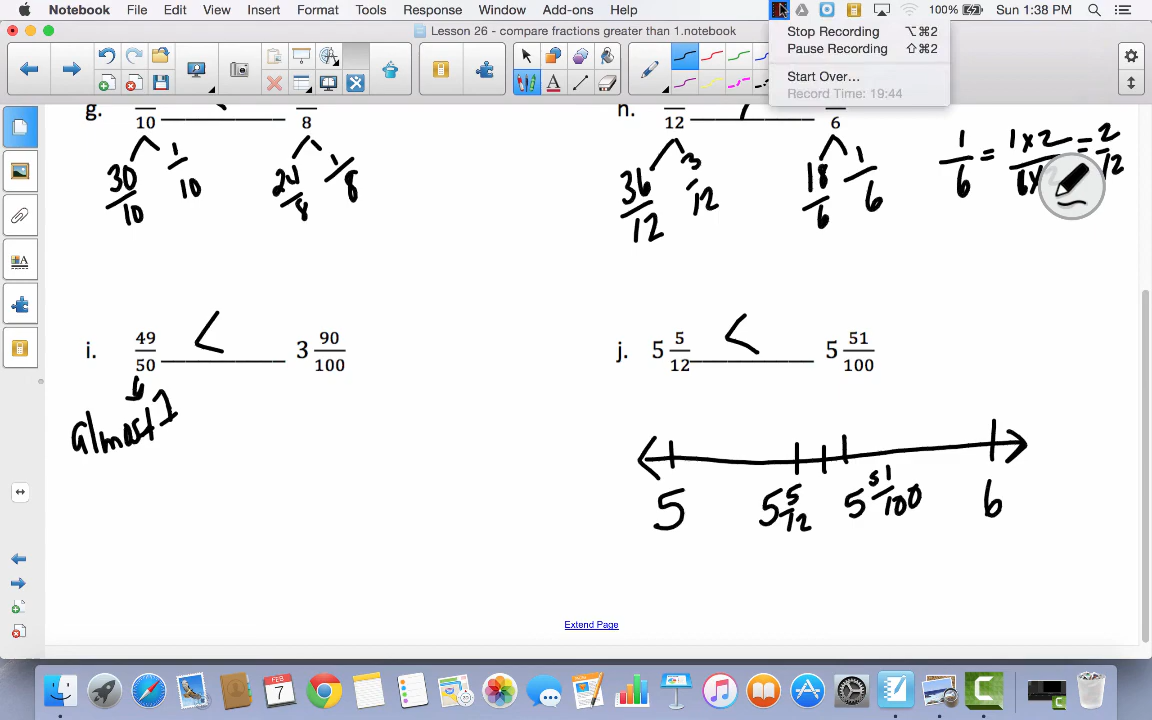 Notebook File Edit View Insert Format Tools Response Window Add-ons Help 100% Sun 1:38 PM
Stop Recording ⌥⌘2
Pause Recording ⇧⌘2
Start Over...
Record Time: 19:44
Lesson 26 - compare fractions greater than 1.notebook
g. 10 ______________ 8
30/10 1/10 24/8 1/8
12 ______________ 6
36/12 3/12 18/6 1/6
1/6 = 1 x 2 = 2/12
i. 49/50 < 3 90/100
almost 1
j. 5 5/12 < 5 51/100
5 5 5/12 5 51/100 6
Extend Page
FEB 7